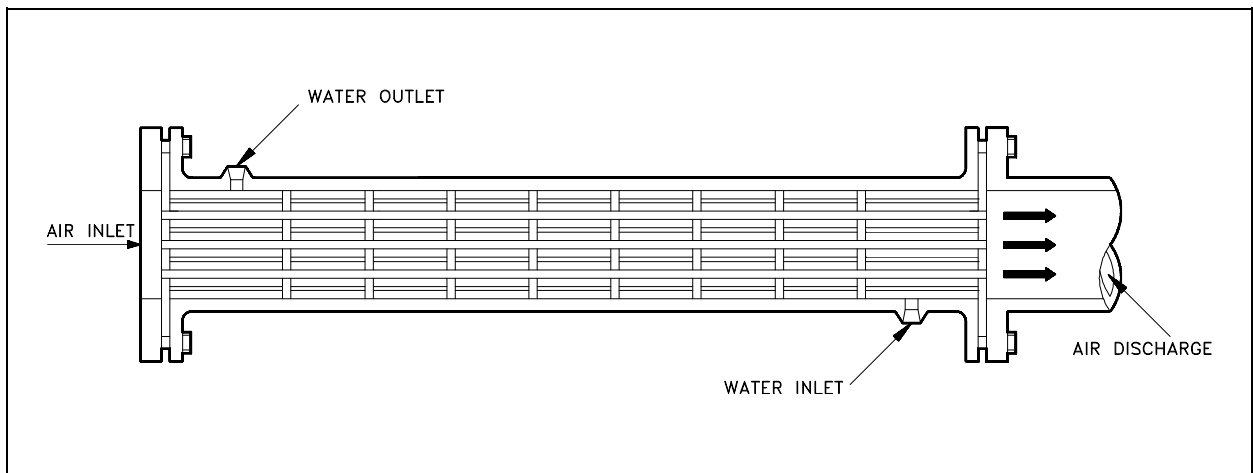 WATER OUTLET
AIR INLET
AIR DISCHARGE
WATER INLET